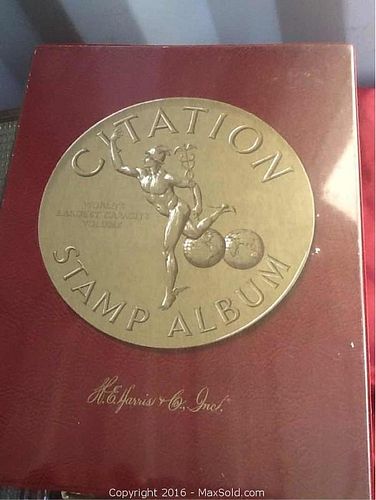 CITATION
WORLD'S
LARGEST CAPACITY
VOLUME
STAMP ALBUM
H.E. Harris & Co., Inc.
Copyright 2016 - MaxSold.com